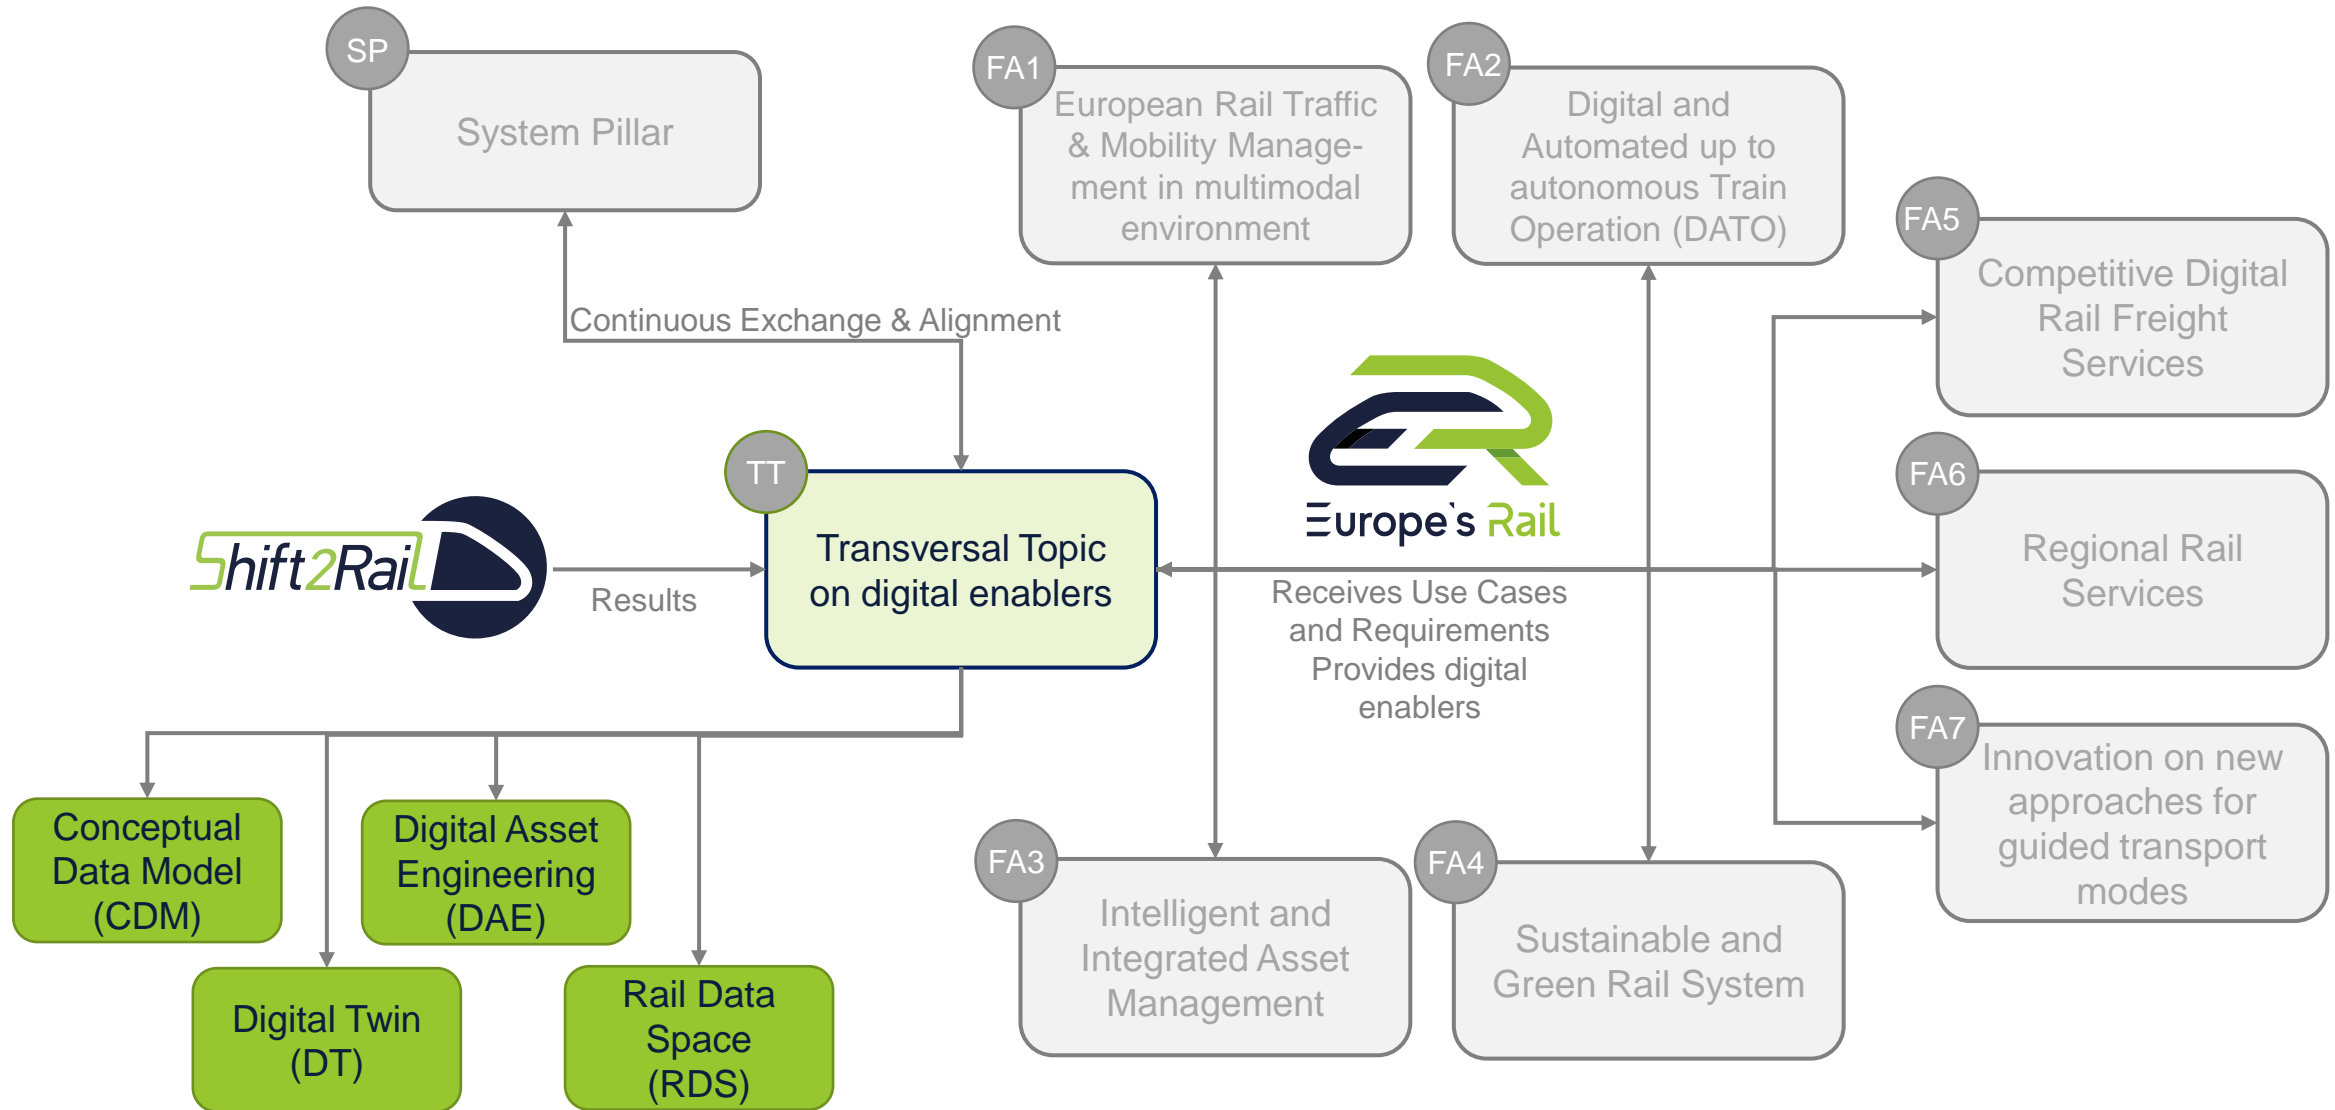 SP
System Pillar
FA1
European Rail Traffic
& Mobility Manage-
ment in multimodal
environment
FA2
Digital and
Automated up to
autonomous Train
Operation (DATO)
FA5
Competitive Digital
Rail Freight
Services
Continuous Exchange & Alignment
Europe's Rail
TT
Transversal Topic
on digital enablers
Shift2Rail
Results
Receives Use Cases
and Requirements
Provides digital
enablers
FA6
Regional Rail
Services
FA7
Innovation on new
approaches for
guided transport
modes
Conceptual
Data Model
(CDM)
Digital Asset
Engineering
(DAE)
Digital Twin
(DT)
Rail Data
Space
(RDS)
FA3
Intelligent and
Integrated Asset
Management
FA4
Sustainable and
Green Rail System